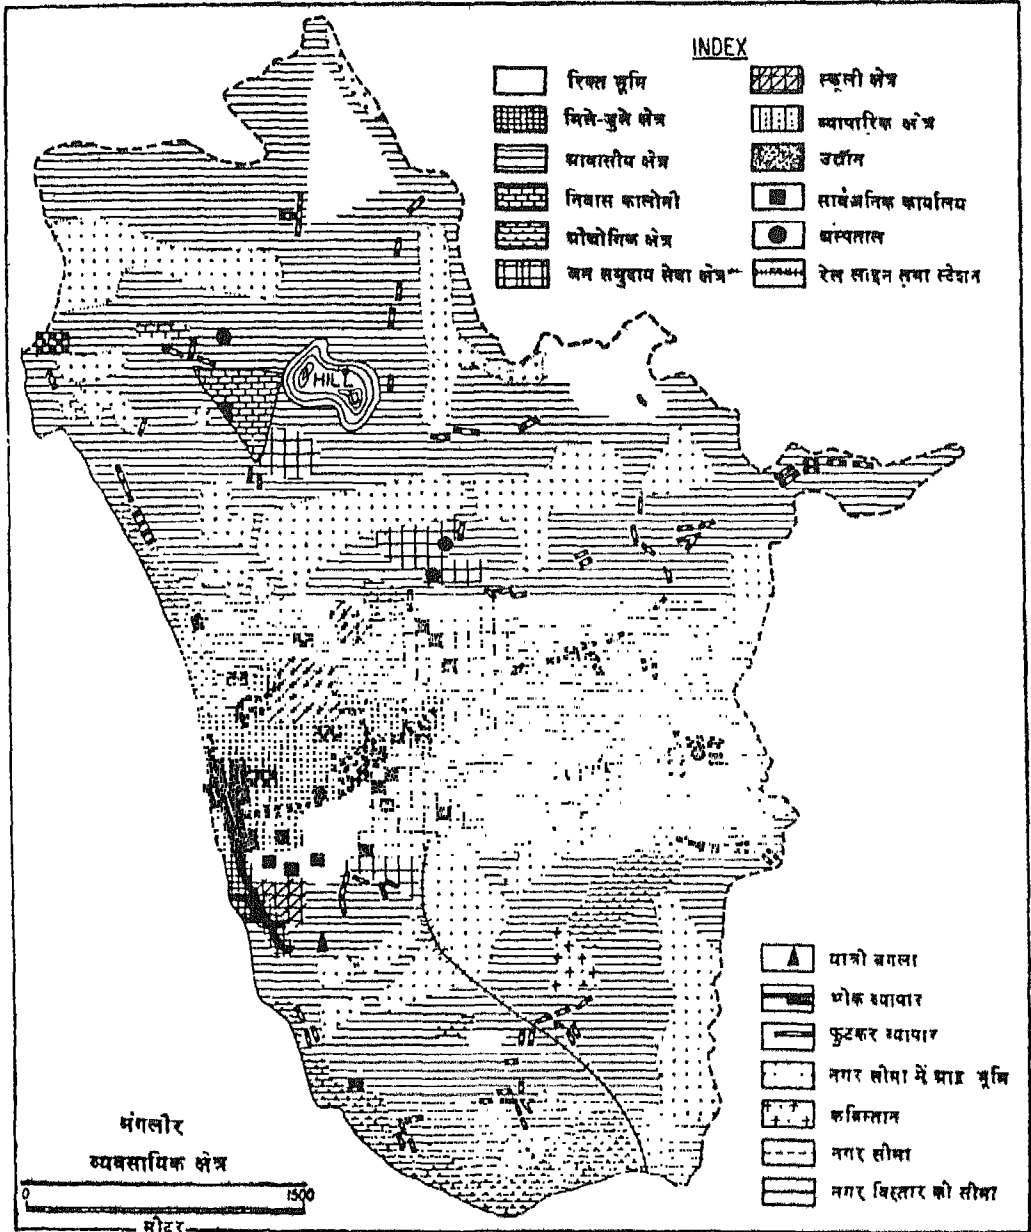 INDEX
रिक्त भूमि
मिले-जुले क्षेत्र
आवासीय क्षेत्र
निवास कालोनी
औद्योगिक क्षेत्र
जन समुदाय सेवा क्षेत्र
स्कूली क्षेत्र
व्यापारिक क्षेत्र
उद्यान
सार्वजनिक कार्यालय
अस्पताल
रेल लाइन तथा स्टेशन
HILL
यात्री बंगला
थोक व्यापार
फुटकर व्यापार
नगर सीमा में भूमि
कब्रिस्तान
नगर सीमा
नगर विस्तार की सीमा
मंगलौर
व्यवसायिक क्षेत्र
0 1500
मीटर